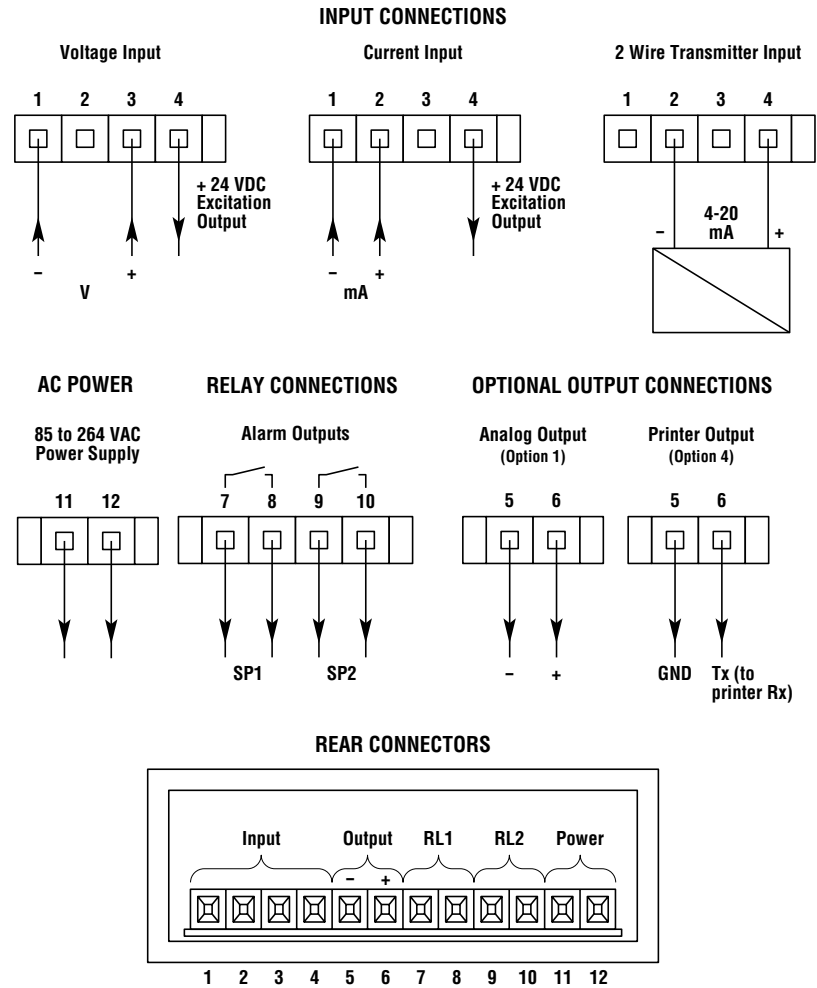 INPUT CONNECTIONS
Voltage Input
1 2 3 4
+ 24 VDC
Excitation
Output
− +
V
Current Input
1 2 3 4
+ 24 VDC
Excitation
Output
− +
mA
2 Wire Transmitter Input
1 2 3 4
4-20
− mA +
AC POWER
85 to 264 VAC
Power Supply
11 12
RELAY CONNECTIONS
Alarm Outputs
7 8 9 10
SP1 SP2
OPTIONAL OUTPUT CONNECTIONS
Analog Output
(Option 1)
5 6
− +
Printer Output
(Option 4)
5 6
GND Tx (to
printer Rx)
REAR CONNECTORS
Input Output RL1 RL2 Power
− +
1 2 3 4 5 6 7 8 9 10 11 12